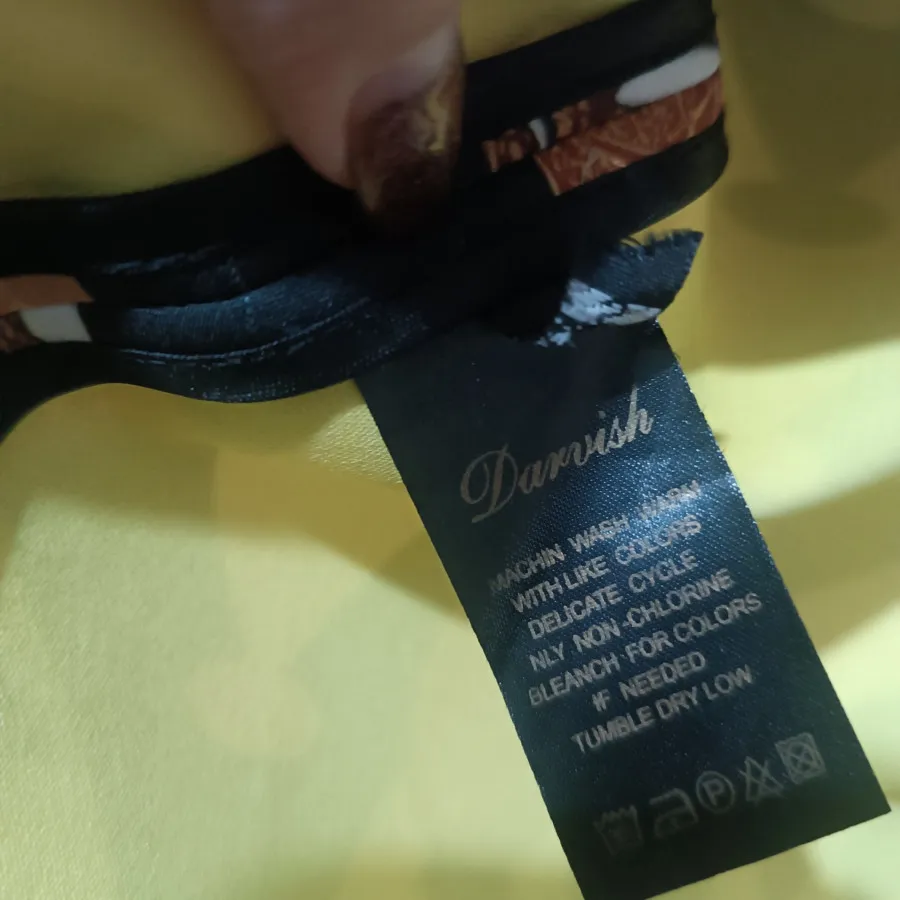 Darvish
MACHIN WASH WARM
WITH LIKE COLORS
DELICATE CYCLE
NLY NON-CHLORINE
BLEANCH FOR COLORS
IF NEEDED
TUMBLE DRY LOW
P